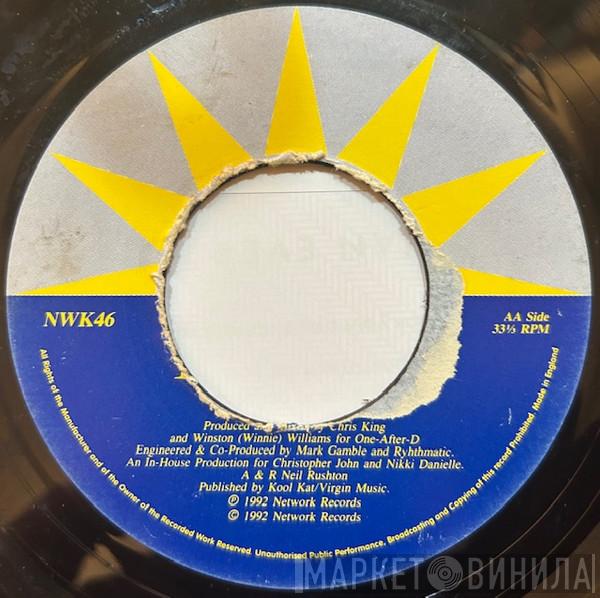 NWK46
AA Side
33⅓ RPM
Produced and Mixed by Chris King
and Winston (Winnie) Williams for One-After-D
Engineered & Co-Produced by Mark Gamble and Ryhthmatic.
An In-House Production for Christopher John and Nikki Danielle.
A & R Neil Rushton
Published by Kool Kat/Virgin Music.
℗ 1992 Network Records
© 1992 Network Records
All Rights of the Manufacturer and of the Owner of the Recorded Work Reserved. Unauthorised Public Performance, Broadcasting and Copying of this record Prohibited. Made in England
МАРКЕТ ВИНИЛА